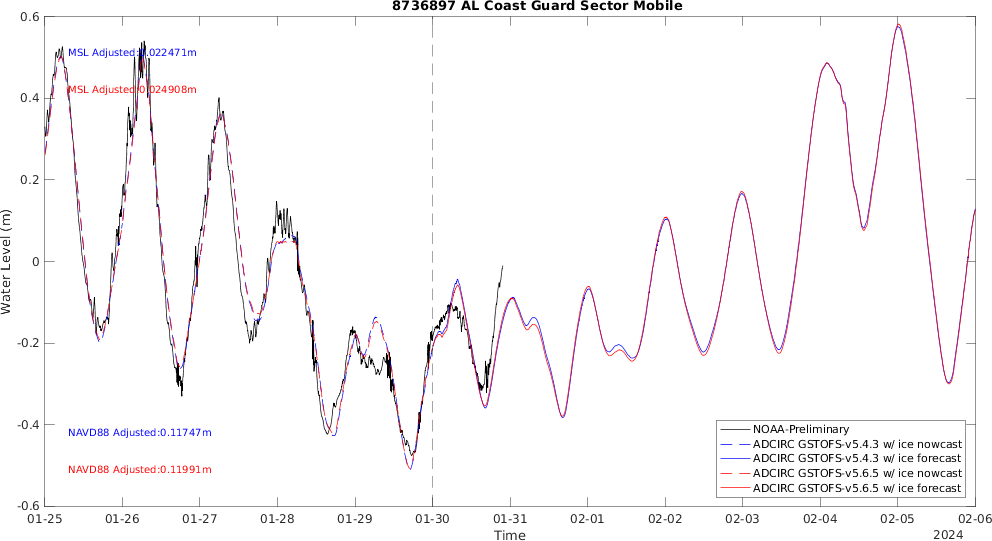 8736897 AL Coast Guard Sector Mobile
0.6
MSL Adjusted:0.022471m
MSL Adjusted:0.024908m
0.4
0.2
0
-0.2
-0.4
-0.6
Water Level (m)
NAVD88 Adjusted:0.11747m
NAVD88 Adjusted:0.11991m
NOAA-Preliminary
ADCIRC GSTOFS-v5.4.3 w/ ice nowcast
ADCIRC GSTOFS-v5.4.3 w/ ice forecast
ADCIRC GSTOFS-v5.6.5 w/ ice nowcast
ADCIRC GSTOFS-v5.6.5 w/ ice forecast
01-25 01-26 01-27 01-28 01-29 01-30 01-31 02-01 02-02 02-03 02-04 02-05 02-06
Time
2024